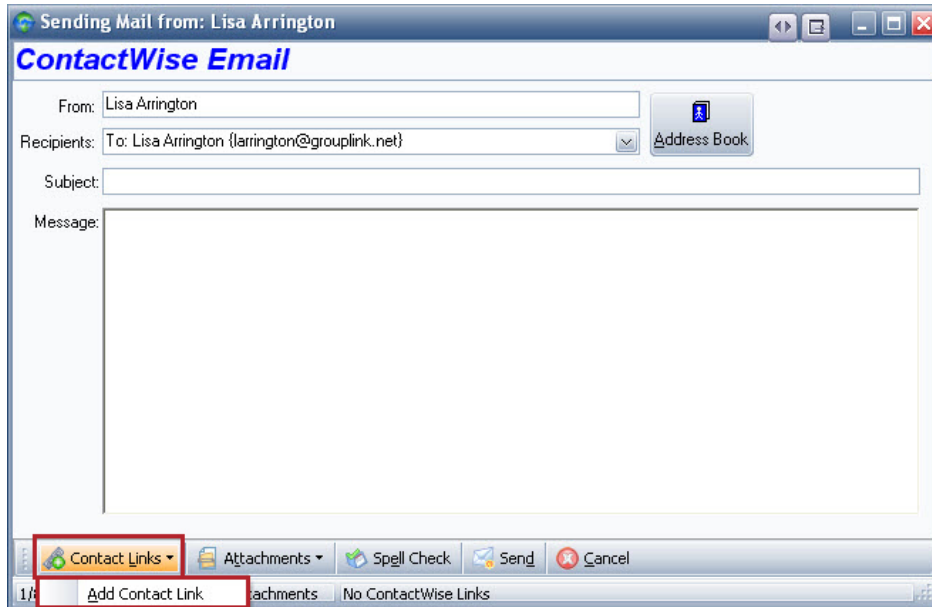 Sending Mail from: Lisa Arrington
ContactWise Email
From: Lisa Arrington
Recipients: To: Lisa Arrington {larrington@grouplink.net}
Address Book
Subject:
Message:
Contact Links Attachments Spell Check Send Cancel
Add Contact Link No ContactWise Links